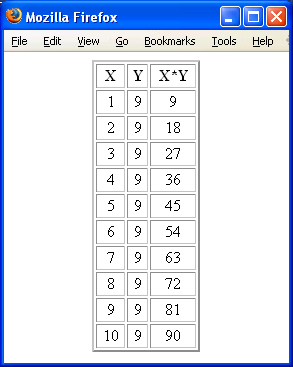 Mozilla Firefox
File Edit View Go Bookmarks Tools Help
X Y X*Y
1 9 9
2 9 18
3 9 27
4 9 36
5 9 45
6 9 54
7 9 63
8 9 72
9 9 81
10 9 90